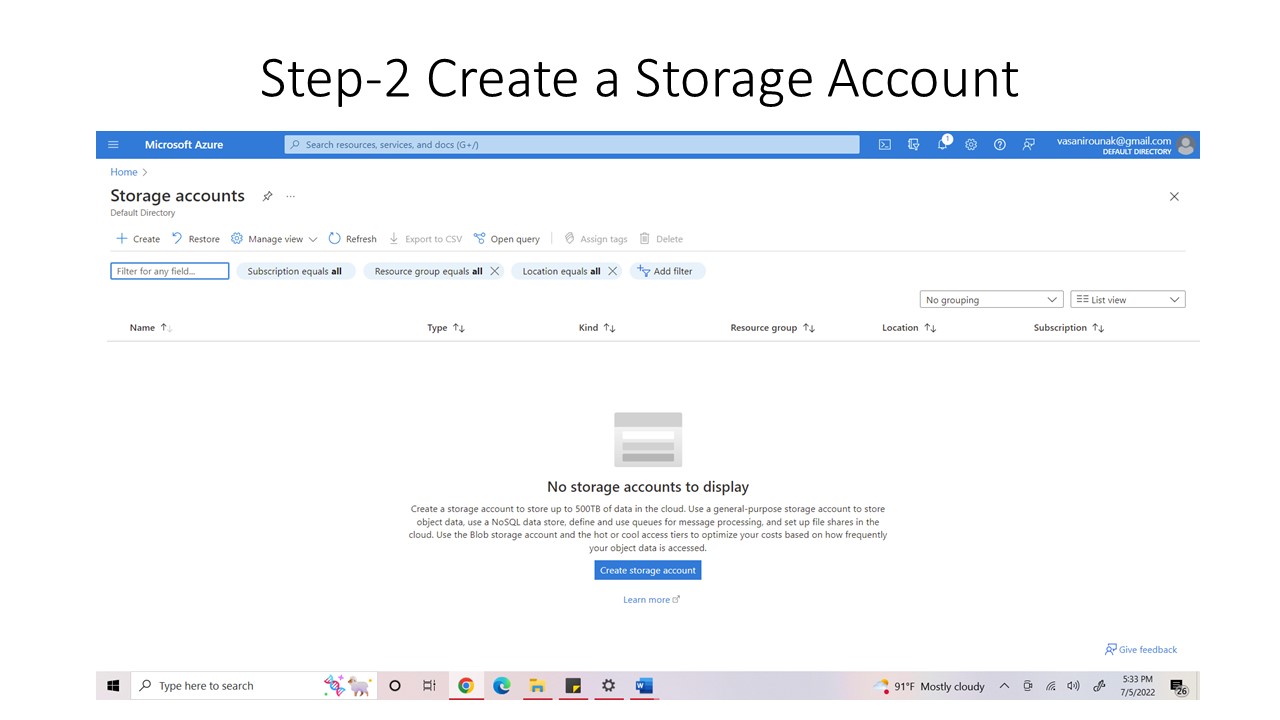 Step-2 Create a Storage Account
Microsoft Azure
Search resources, services, and docs (G+/)
1
vasanirounak@gmail.com
DEFAULT DIRECTORY
Home
Storage accounts
Default Directory
Create Restore Manage view Refresh Export to CSV Open query Assign tags Delete
Filter for any field... Subscription equals all Resource group equals all Location equals all Add filter
No grouping List view
Name Type Kind Resource group Location Subscription
No storage accounts to display
Create a storage account to store up to 500TB of data in the cloud. Use a general-purpose storage account to store
object data, use a NoSQL data store, define and use queues for message processing, and set up file shares in the
cloud. Use the Blob storage account and the hot or cool access tiers to optimize your costs based on how frequently
your object data is accessed.
Create storage account
Learn more
Give feedback
Type here to search
91°F Mostly cloudy
5:33 PM
7/5/2022
26